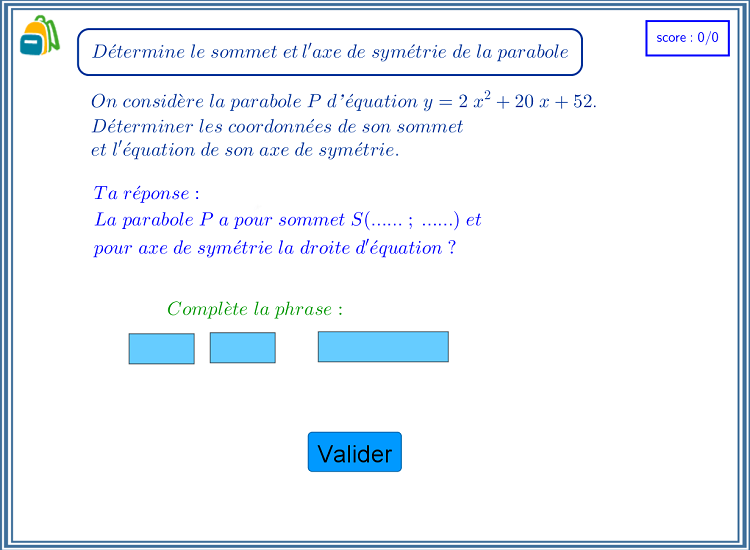 score : 0/0
Détermine le sommet et l'axe de symétrie de la parabole
On considère la parabole P d'équation y = 2 x² + 20 x + 52.
Déterminer les coordonnées de son sommet
et l'équation de son axe de symétrie.
Ta réponse :
La parabole P a pour sommet S(...... ; ......) et
pour axe de symétrie la droite d'équation ?
Complète la phrase :
Valider